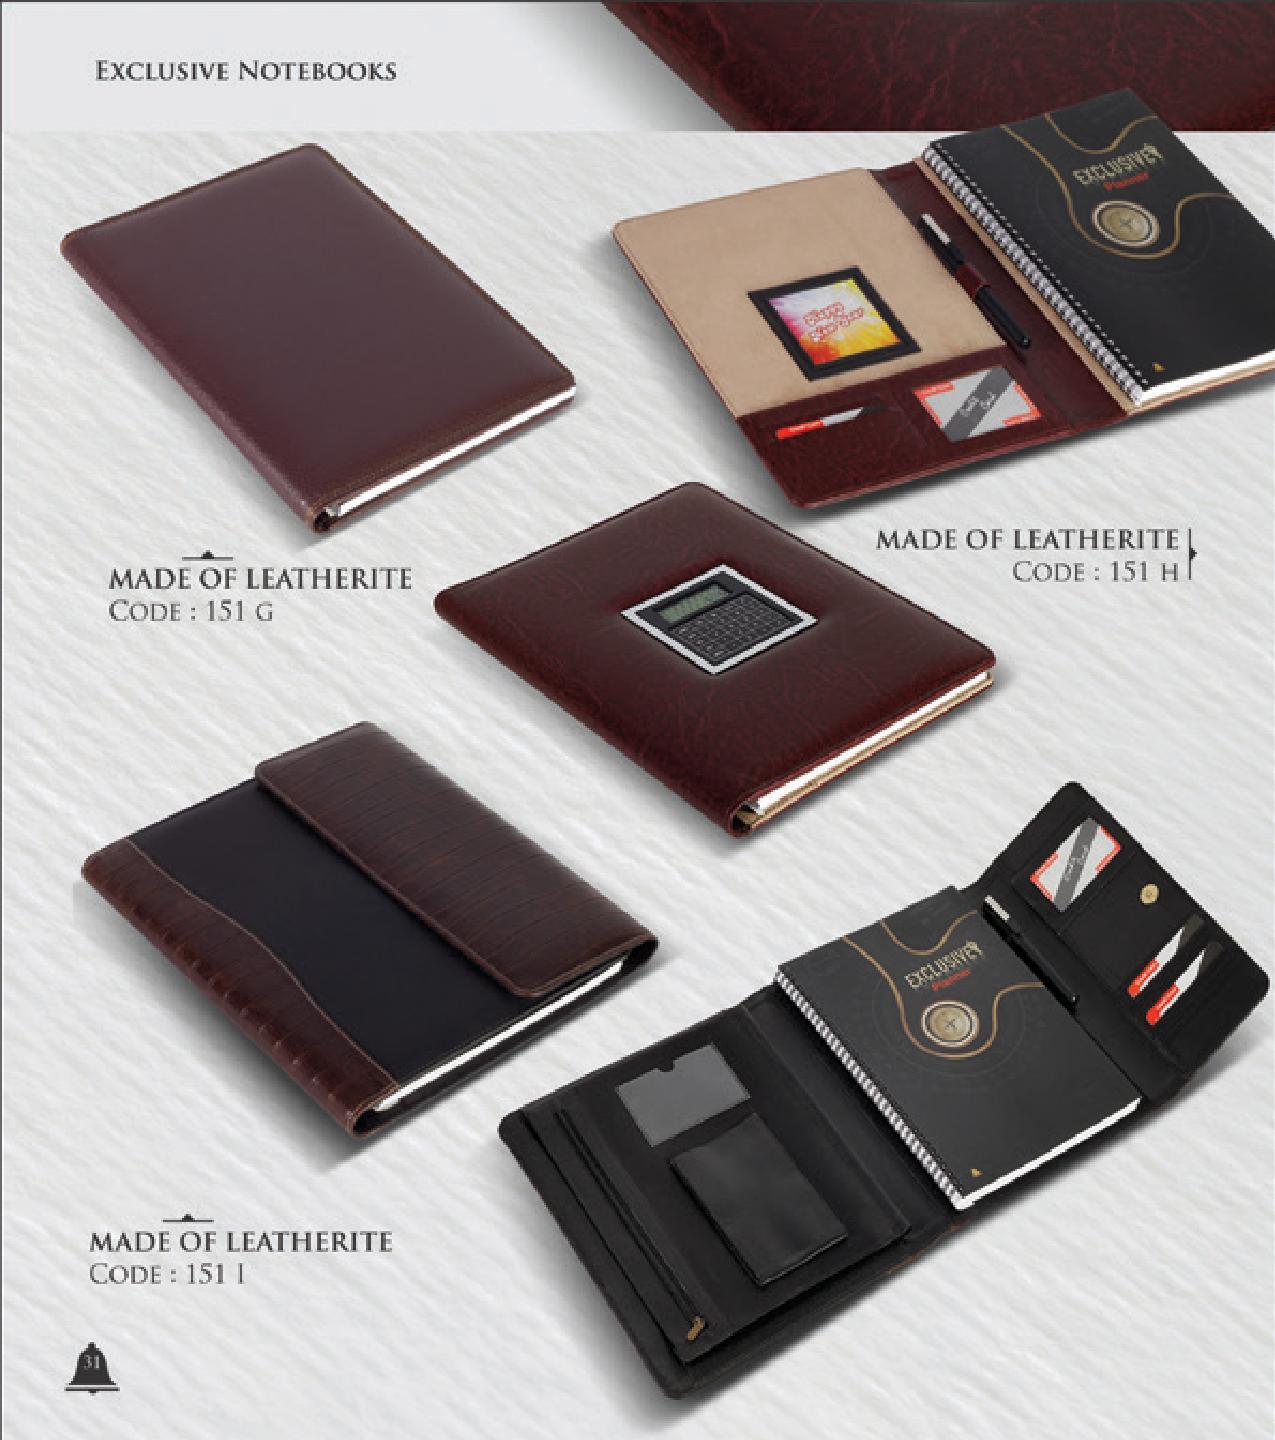 Exclusive Notebooks
EXCLUSIVE
Planner
MADE OF LEATHERITE
Code : 151 G
MADE OF LEATHERITE
Code : 151 H
EXCLUSIVE
Planner
MADE OF LEATHERITE
Code : 151 I
31